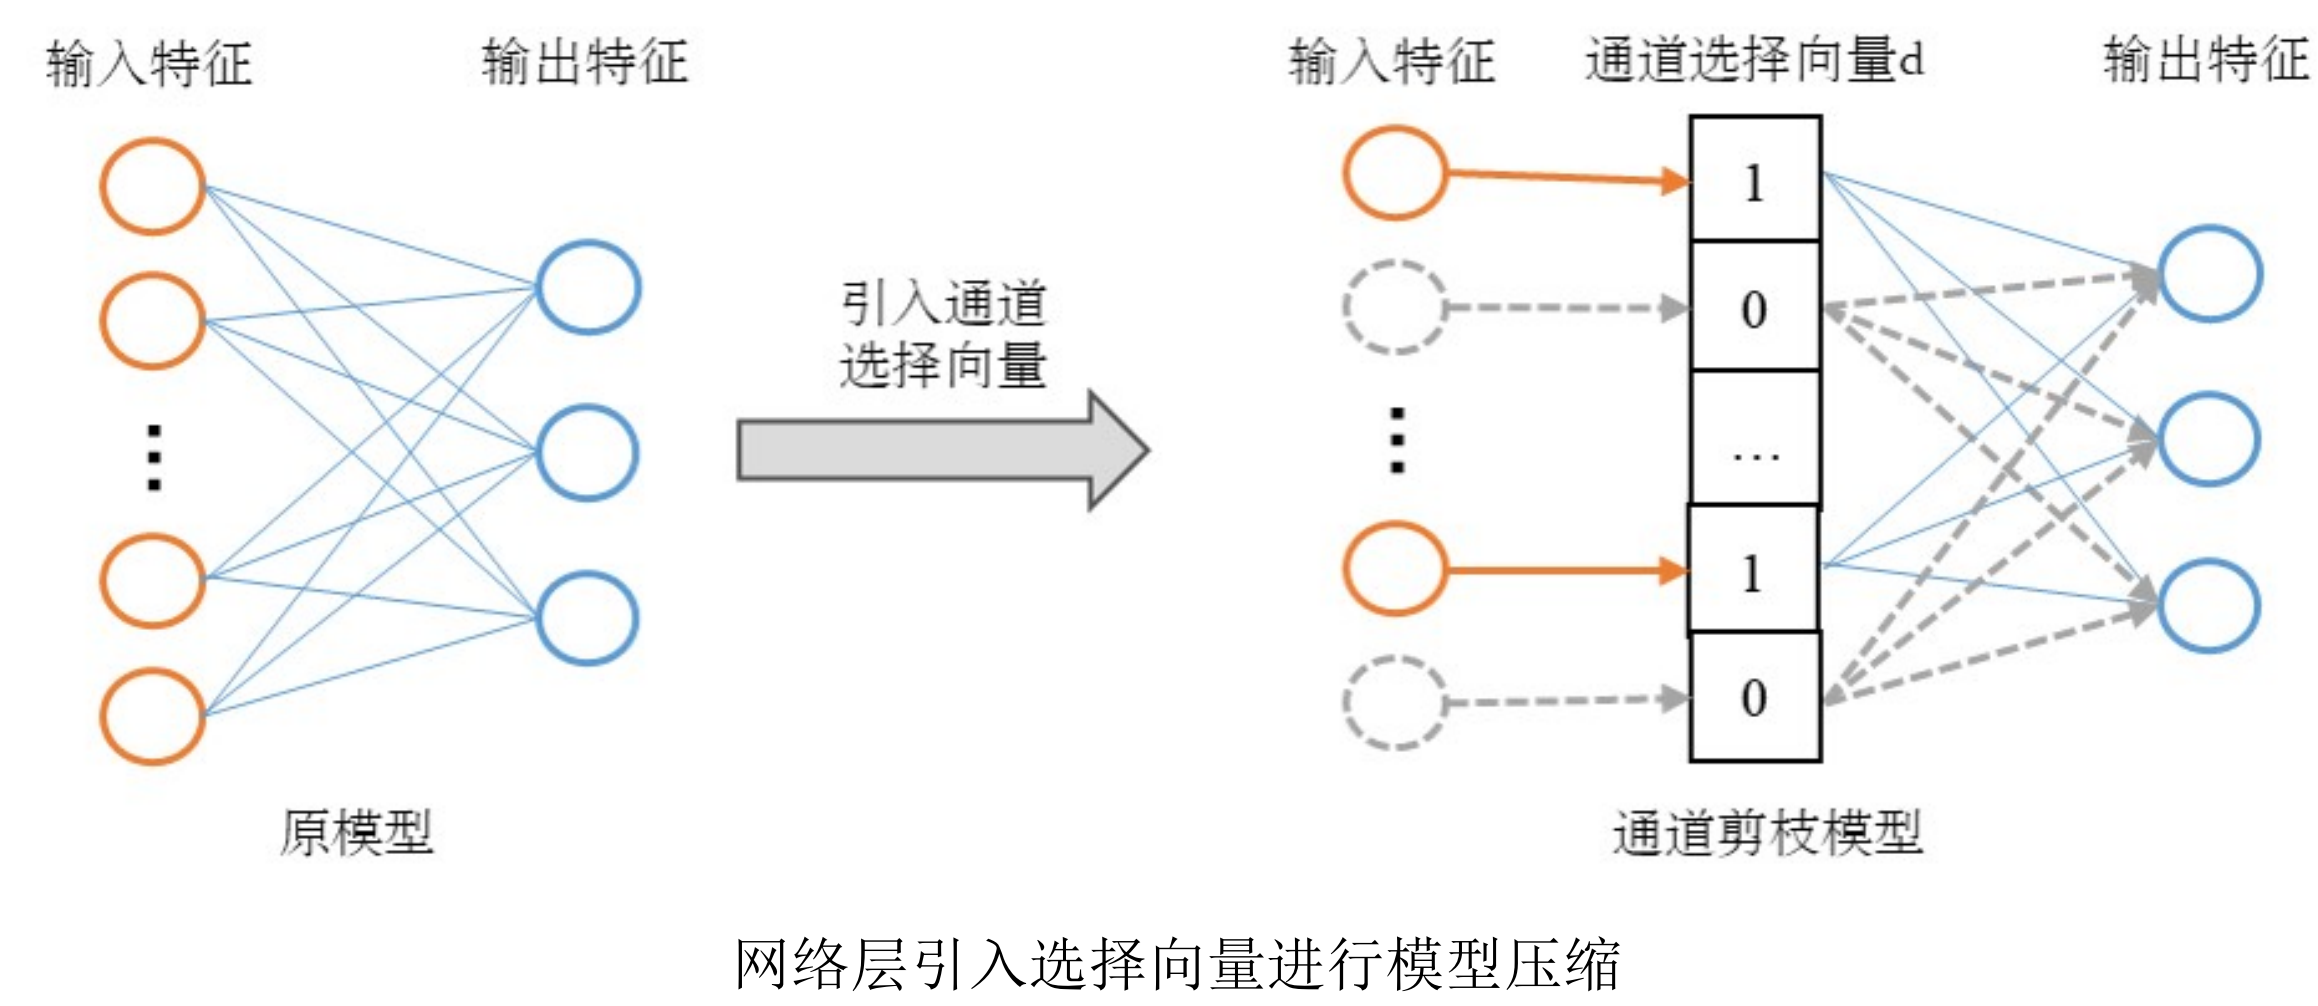 输入特征
输出特征
原模型
引入通道
选择向量
输入特征
通道选择向量d
输出特征
1
0
...
1
0
通道剪枝模型
网络层引入选择向量进行模型压缩